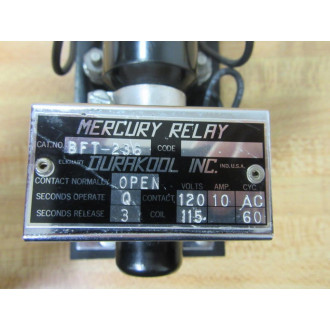 MERCURY RELAY
CAT.NO. BFT-236 CODE
ELKHART DURAKOOL INC. IND. U.S.A.
CONTACT NORMALLY OPEN VOLTS AMP. CYC
SECONDS OPERATE Q CONTACT 120 10 AC
SECONDS RELEASE 3 COIL 115 60